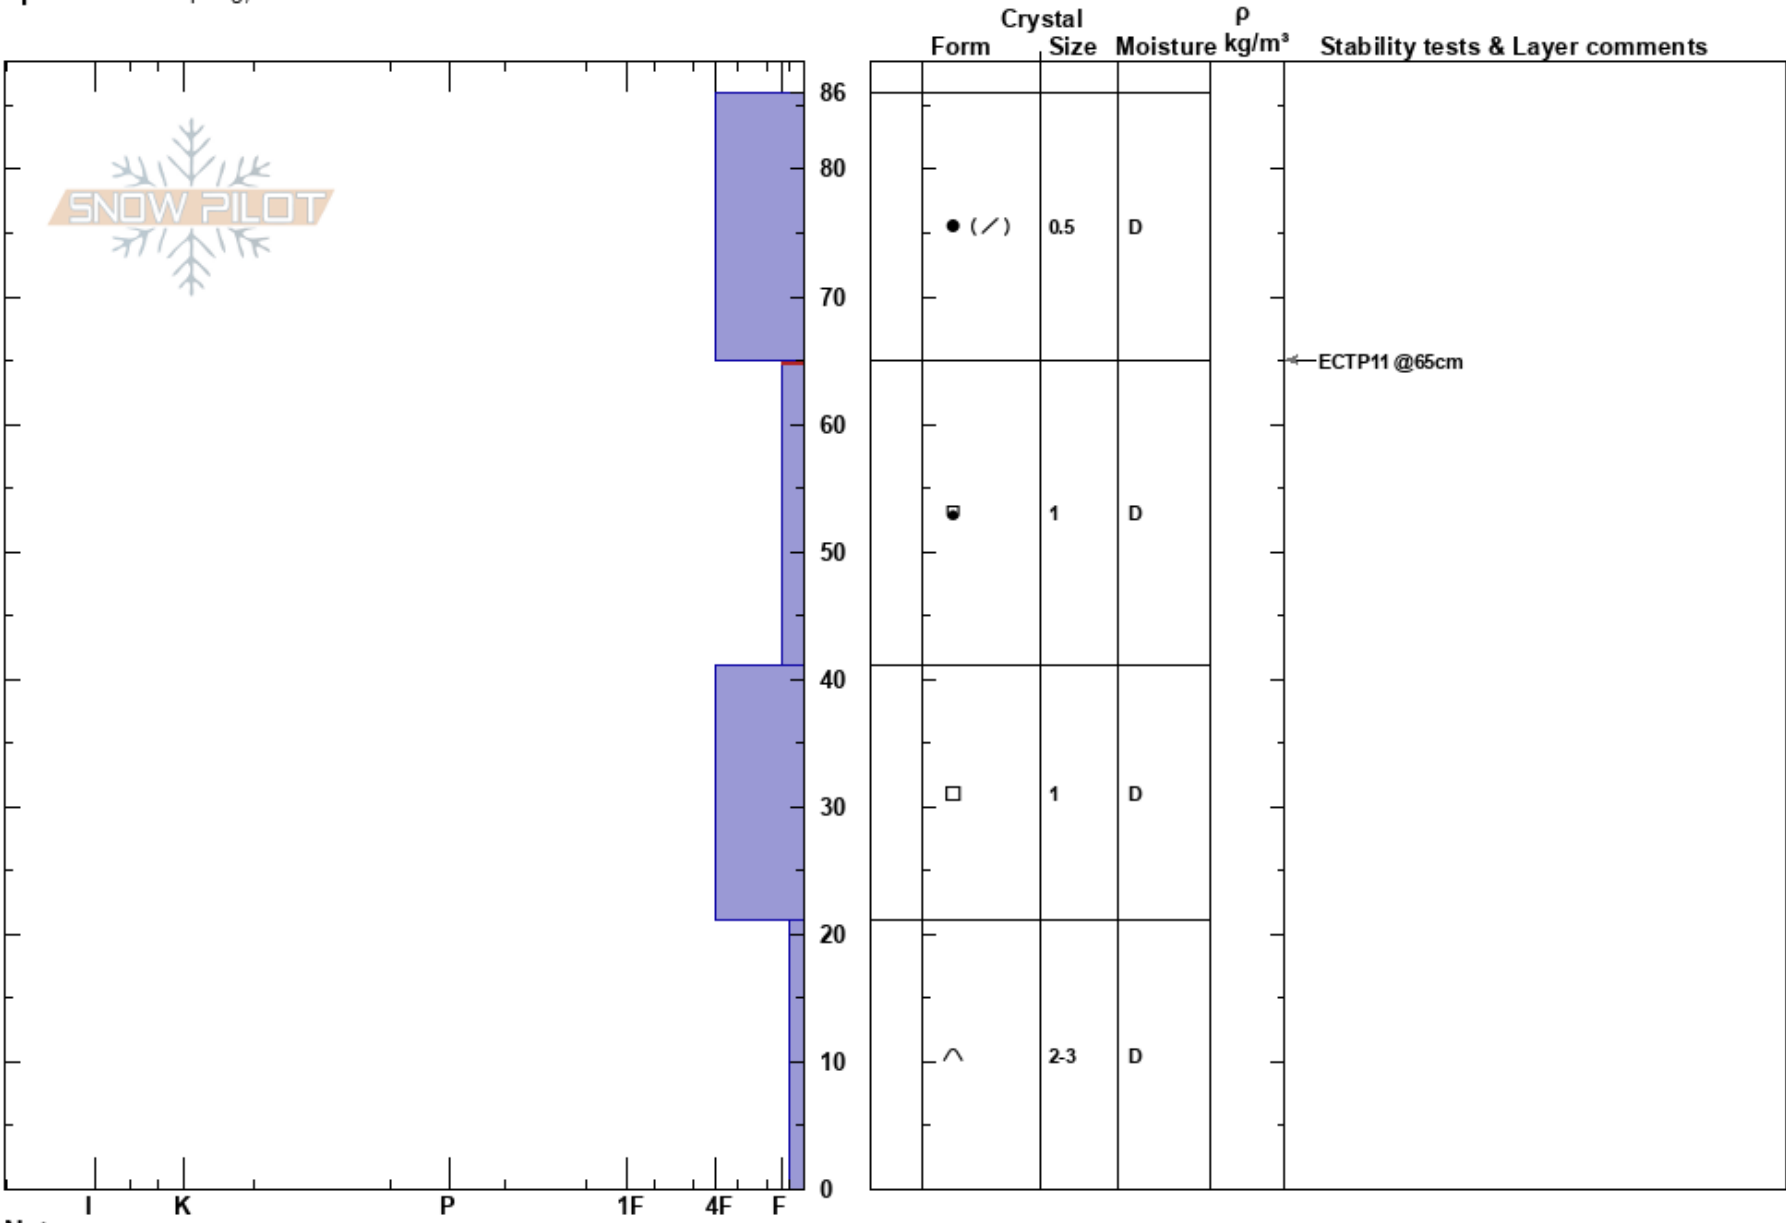 Crystal ρ
Form Size Moisture kg/m³ Stability tests & Layer comments
86
SNOW PILOT
80
● (∕) 0.5 D
70
ECTP11 @65cm
60
1 D
50
40
□ 1 D
30
20
∧ 2-3 D
10
0
I K P 1F 4F F